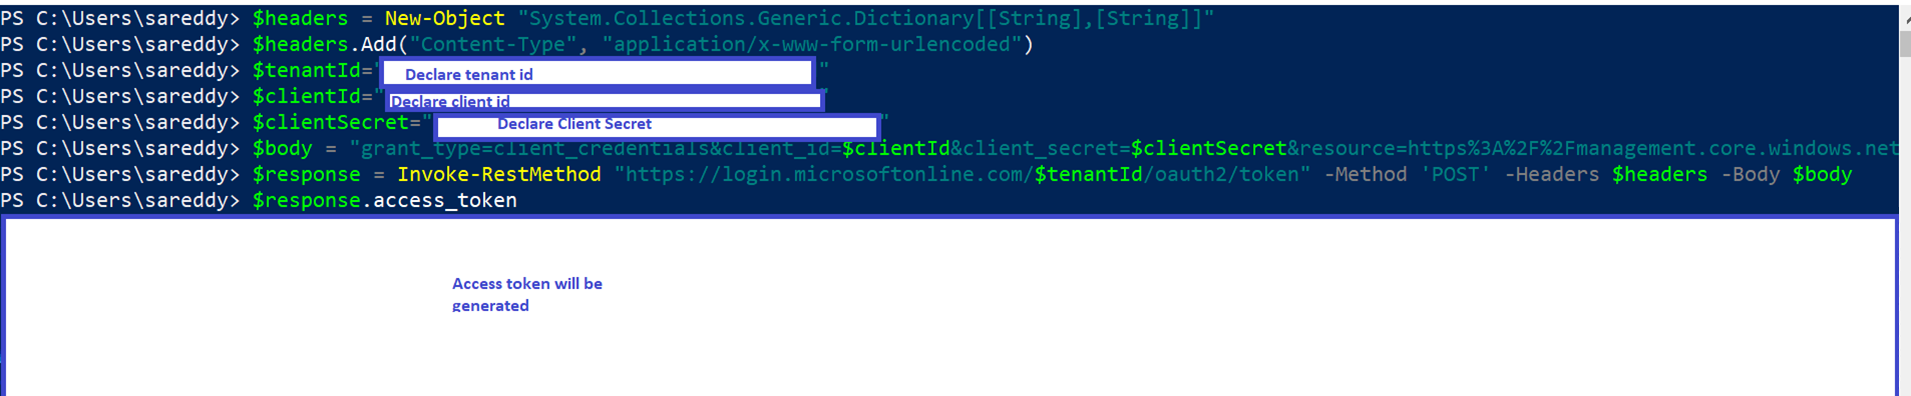 PS C:\Users\sareddy> $headers = New-Object "System.Collections.Generic.Dictionary[[String],[String]]"
PS C:\Users\sareddy> $headers.Add("Content-Type", "application/x-www-form-urlencoded")
PS C:\Users\sareddy> $tenantId=" Declare tenant id "
PS C:\Users\sareddy> $clientId=" Declare client id "
PS C:\Users\sareddy> $clientSecret=" Declare Client Secret "
PS C:\Users\sareddy> $body = "grant_type=client_credentials&client_id=$clientId&client_secret=$clientSecret&resource=https%3A%2F%2Fmanagement.core.windows.net
PS C:\Users\sareddy> $response = Invoke-RestMethod "https://login.microsoftonline.com/$tenantId/oauth2/token" -Method 'POST' -Headers $headers -Body $body
PS C:\Users\sareddy> $response.access_token
Access token will be
generated